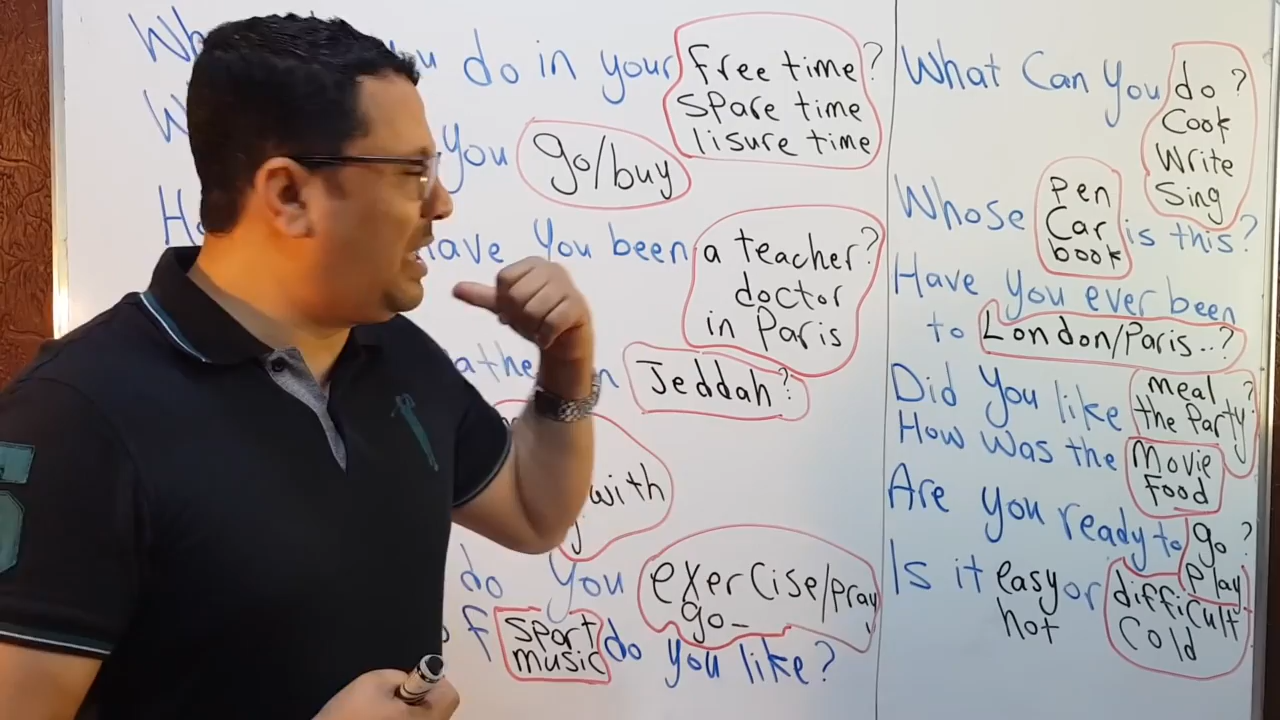 do in your free time?
spare time
lisure time
you go/buy
have you been a teacher?
doctor
in Paris
Jeddah?
with
do you exercise/pray
go-
sport
music do you like?
What Can You do?
Cook
Write
Sing
Whose pen
Car is this?
book
Have you ever been
to London/Paris..?
Did You like meal?
the Party
How Was the Movie
food
Are you ready to go?
Play
Is it easy or difficult
hot Cold